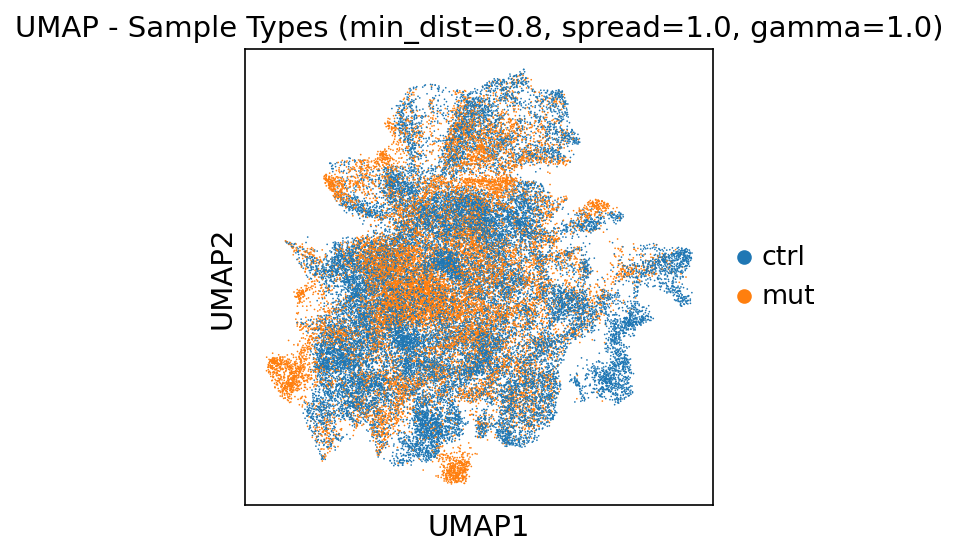 UMAP - Sample Types (min_dist=0.8, spread=1.0, gamma=1.0)
UMAP2
ctrl
mut
UMAP1